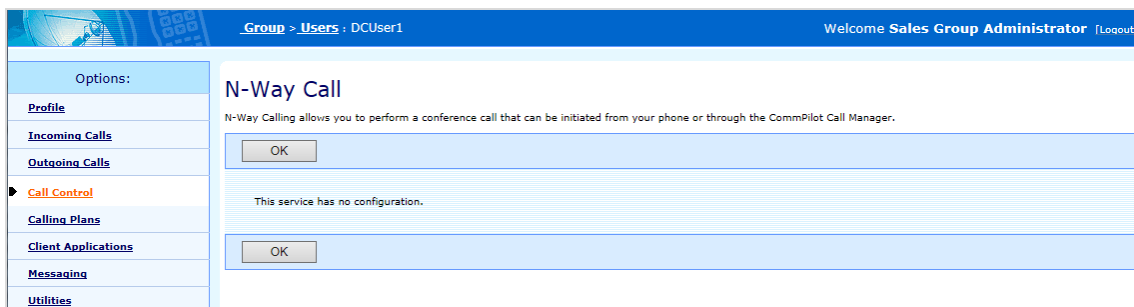 Group > Users : DCUser1
Welcome Sales Group Administrator [Logout
Options:
Profile
Incoming Calls
Outgoing Calls
Call Control
Calling Plans
Client Applications
Messaging
Utilities
N-Way Call
N-Way Calling allows you to perform a conference call that can be initiated from your phone or through the CommPilot Call Manager.
OK
This service has no configuration.
OK